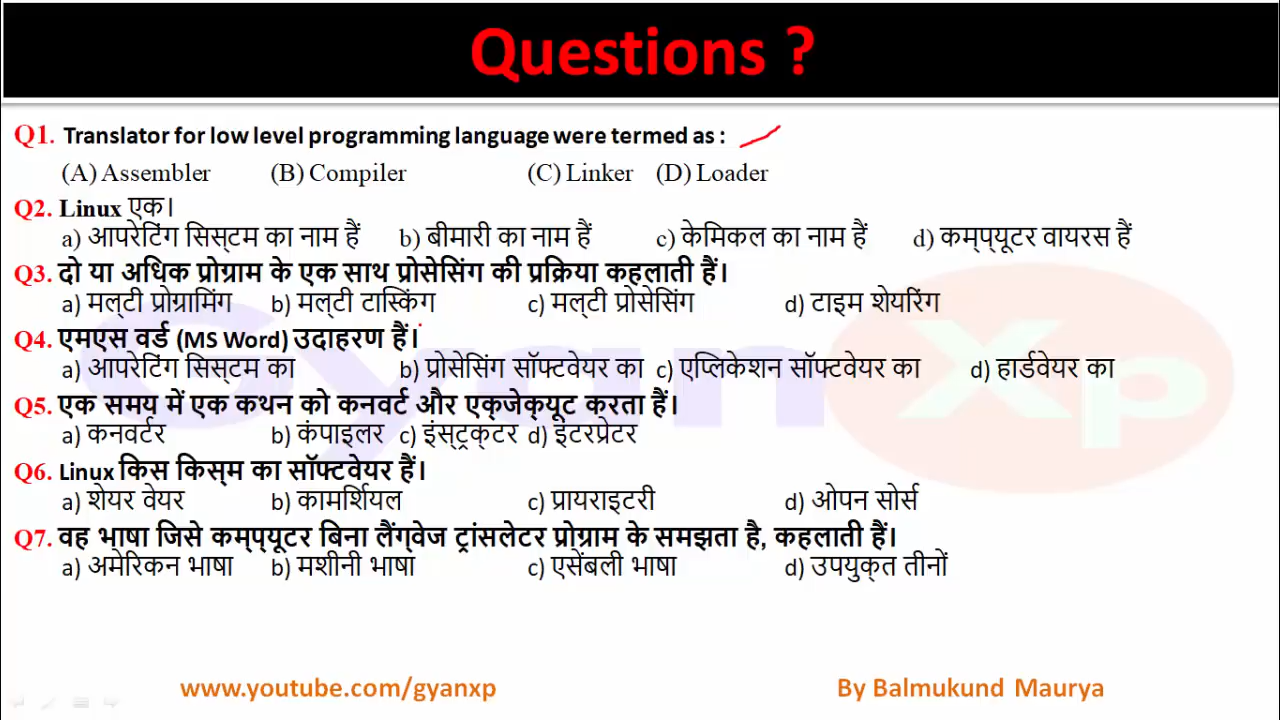 Questions ?
Q1. Translator for low level programming language were termed as :
(A) Assembler (B) Compiler (C) Linker (D) Loader
Q2. Linux एक।
a) आपरेटिंग सिस्‌टम का नाम हैं b) बीमारी का नाम हैं c) केमिकल का नाम हैं d) कम्‌प्‌यूटर वायरस हैं
Q3. दो या अधिक प्रोग्राम के एक साथ प्रोसेसिंग की प्रक्रिया कहलाती हैं।
a) मल्‌टी प्रोग्रामिंग b) मल्‌टी टास्किंग c) मल्‌टी प्रोसेसिंग d) टाइम शेयरिंग
Q4. एमएस वर्ड (MS Word) उदाहरण हैं।
a) आपरेटिंग सिस्‌टम का b) प्रोसेसिंग सॉफ्टवेयर का c) एप्लिकेशन सॉफ्टवेयर का d) हार्डवेयर का
Q5. एक समय में एक कथन को कनवर्ट और एक्‌जेक्‌यूट करता हैं।
a) कनवर्टर b) कंपाइलर c) इंस्‌ट्रक्‌टर d) इंटरप्रेटर
Q6. Linux किस किस्‌म का सॉफ्टवेयर हैं।
a) शेयर वेयर b) कामर्शियल c) प्रायराइटरी d) ओपन सोर्स
Q7. वह भाषा जिसे कम्‌प्‌यूटर बिना लैंग्‌वेज ट्रांसलेटर प्रोग्राम के समझता है, कहलाती हैं।
a) अमेरिकन भाषा b) मशीनी भाषा c) एसेंबली भाषा d) उपयुक्‌त तीनों
Gyan Xp
www.youtube.com/gyanxp By Balmukund Maurya